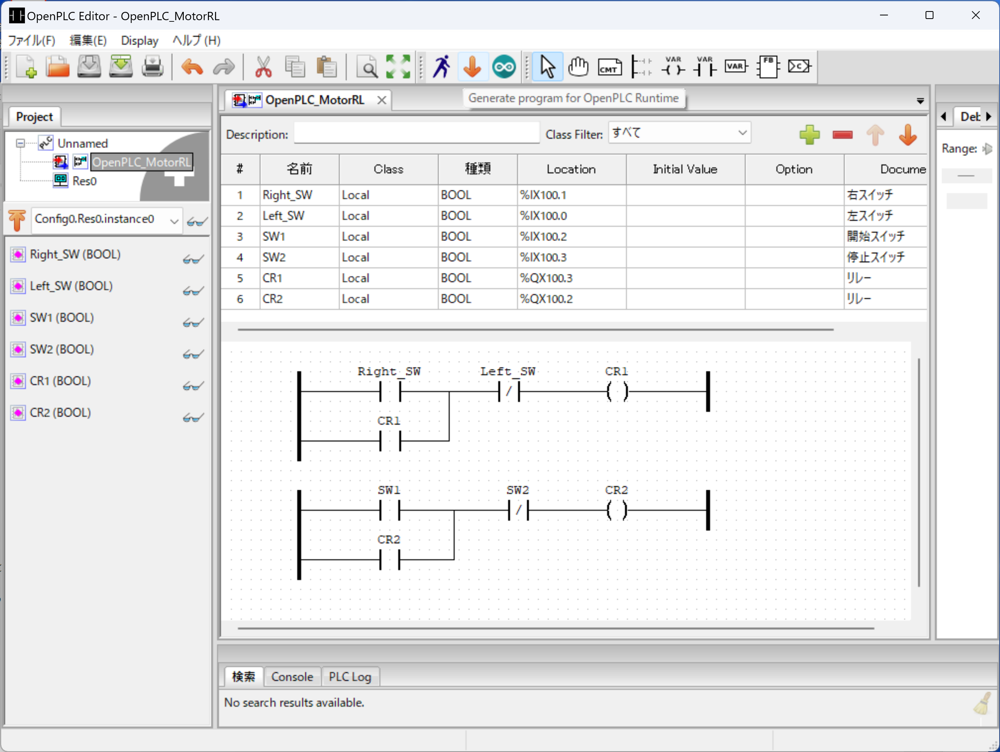 OpenPLC Editor - OpenPLC_MotorRL
ファイル(F) 編集(E) Display ヘルプ (H)
CMT VAR VAR VAR FB C
OpenPLC_MotorRL
Generate program for OpenPLC Runtime
Project
Deb
Unnamed
OpenPLC_MotorRL
Res0
Config0.Res0.instance0
Right_SW (BOOL)
Left_SW (BOOL)
SW1 (BOOL)
SW2 (BOOL)
CR1 (BOOL)
CR2 (BOOL)
Description: Class Filter: すべて
# 名前 Class 種類 Location Initial Value Option Docume
1 Right_SW Local BOOL %IX100.1 右スイッチ
2 Left_SW Local BOOL %IX100.0 左スイッチ
3 SW1 Local BOOL %IX100.2 開始スイッチ
4 SW2 Local BOOL %IX100.3 停止スイッチ
5 CR1 Local BOOL %QX100.3 リレー
6 CR2 Local BOOL %QX100.2 リレー
Range:
Right_SW Left_SW CR1
CR1
SW1 SW2 CR2
CR2
検索 Console PLC Log
No search results available.